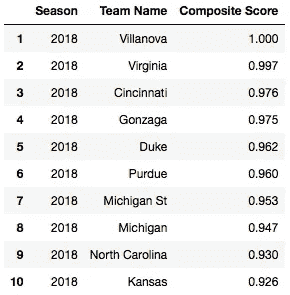 Season Team Name Composite Score
1 2018 Villanova 1.000
2 2018 Virginia 0.997
3 2018 Cincinnati 0.976
4 2018 Gonzaga 0.975
5 2018 Duke 0.962
6 2018 Purdue 0.960
7 2018 Michigan St 0.953
8 2018 Michigan 0.947
9 2018 North Carolina 0.930
10 2018 Kansas 0.926